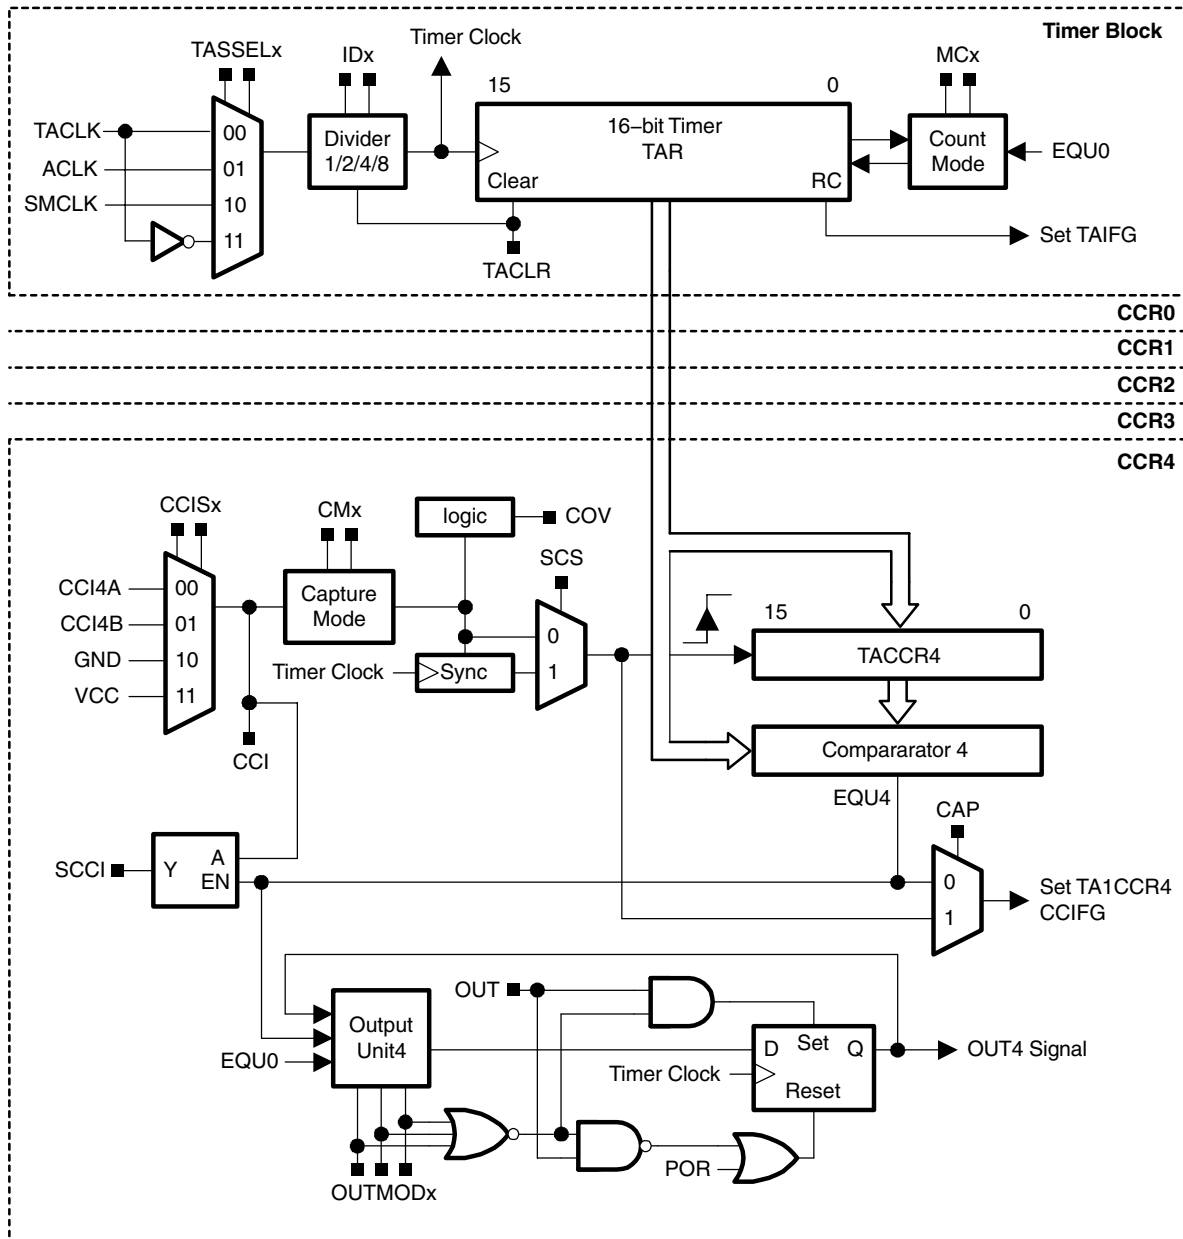 Timer Block
TASSELx
IDx
Timer Clock
MCx
15
0
TACLK
00
Divider
1/2/4/8
16−bit Timer
TAR
Count
Mode
EQU0
ACLK
01
Clear
RC
SMCLK
10
11
Set TAIFG
TACLR
CCR0
CCR1
CCR2
CCR3
CCR4
CCISx
CMx
logic
COV
SCS
CCI4A
00
Capture
Mode
15
0
CCI4B
01
0
GND
10
Timer Clock
Sync
1
TACCR4
VCC
11
CCI
Compararator 4
EQU4
CAP
SCCI
Y
A
EN
0
Set TA1CCR4
CCIFG
1
OUT
Output
Unit4
EQU0
D
Set
Q
OUT4 Signal
Timer Clock
Reset
POR
OUTMODx